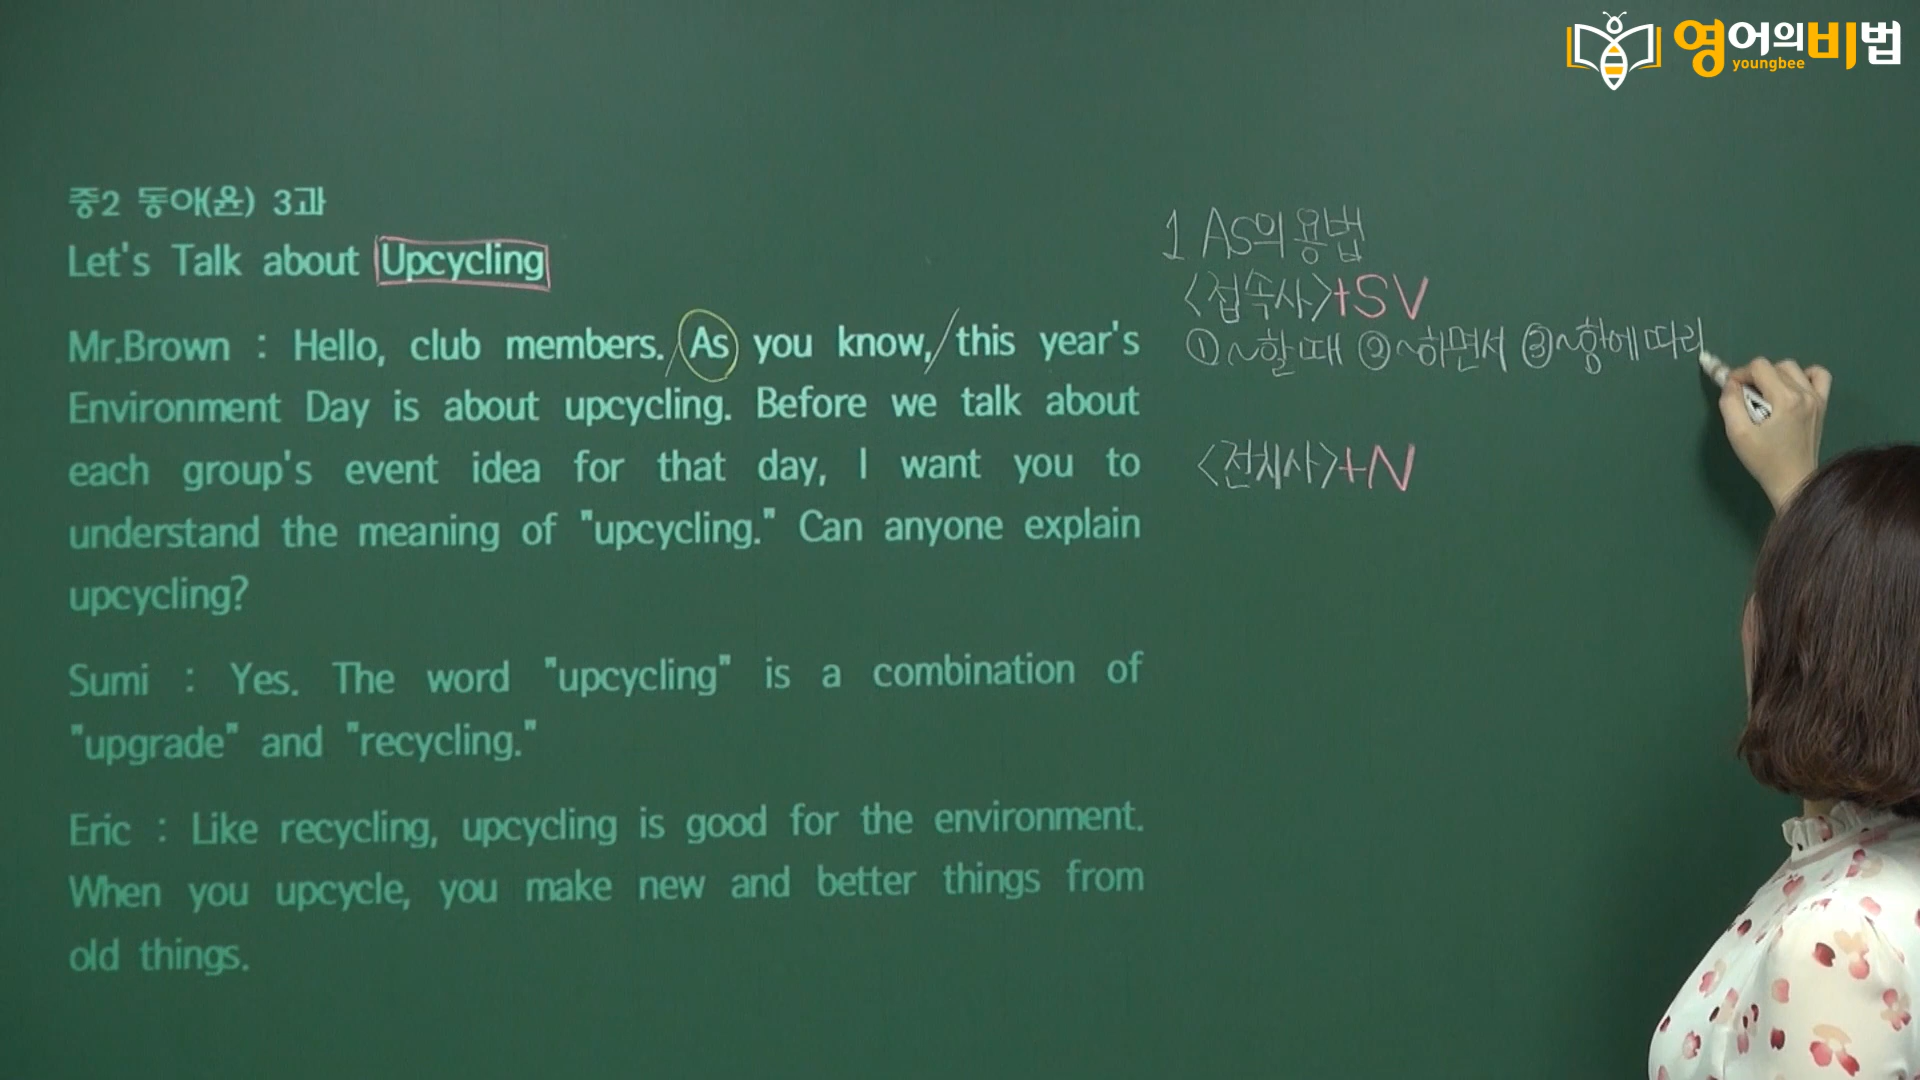 영어의비법
youngbee
중2 동아(윤) 3과
Let's Talk about Upcycling
Mr.Brown : Hello, club members. As you know, this year's
Environment Day is about upcycling. Before we talk about
each group's event idea for that day, I want you to
understand the meaning of "upcycling." Can anyone explain
upcycling?
Sumi : Yes. The word "upcycling" is a combination of
"upgrade" and "recycling."
Eric : Like recycling, upcycling is good for the environment.
When you upcycle, you make new and better things from
old things.
1 As의 용법
<접속사>+SV
① ~할 때 ② ~하면서 ③ ~함에 따라
<전치사>+N